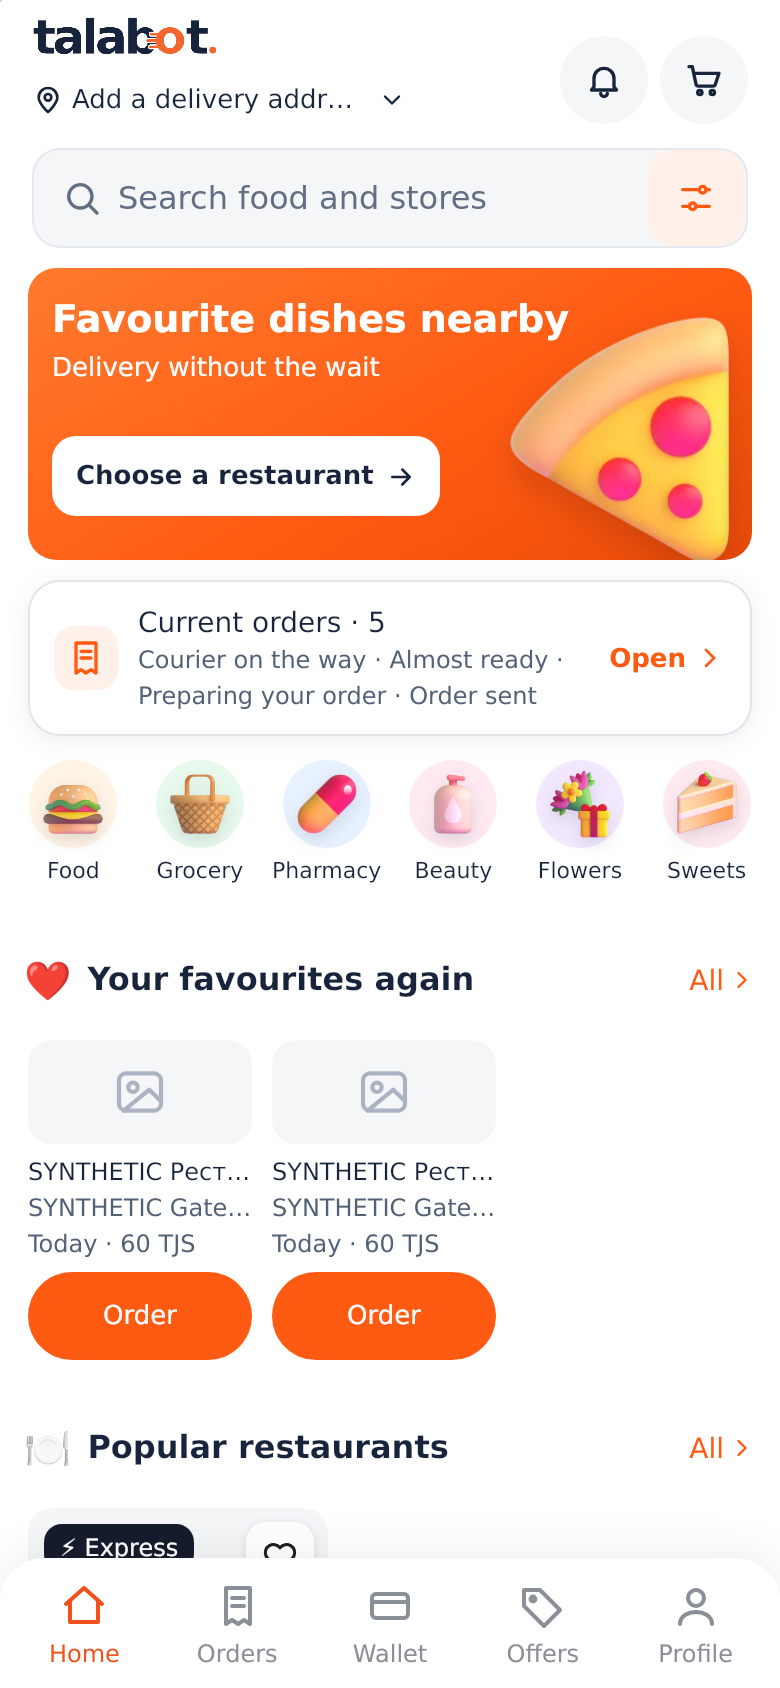 talabot.
Add a delivery addr...
Search food and stores
Favourite dishes nearby
Delivery without the wait
Choose a restaurant →
Current orders · 5
Courier on the way · Almost ready ·
Preparing your order · Order sent
Open
Food
Grocery
Pharmacy
Beauty
Flowers
Sweets
Your favourites again
All
SYNTHETIC Рест...
SYNTHETIC Gate...
Today · 60 TJS
Order
SYNTHETIC Рест...
SYNTHETIC Gate...
Today · 60 TJS
Order
Popular restaurants
All
⚡ Express
Home
Orders
Wallet
Offers
Profile